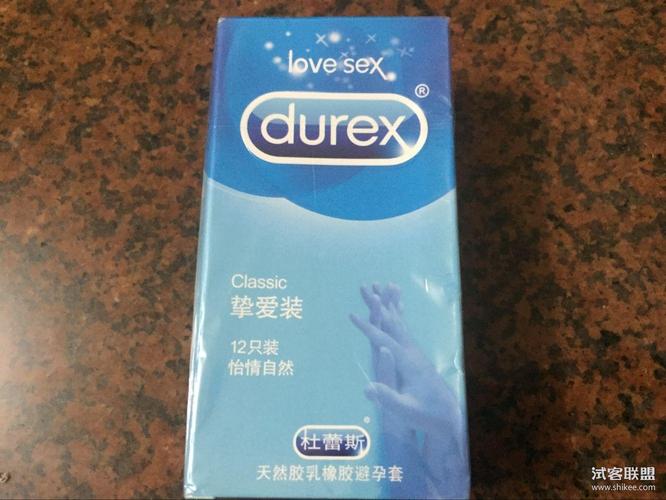 love sex
durex®
Classic
挚爱装
12只装
怡情自然
杜蕾斯®
天然胶乳橡胶避孕套
试客联盟
www.shikee.com